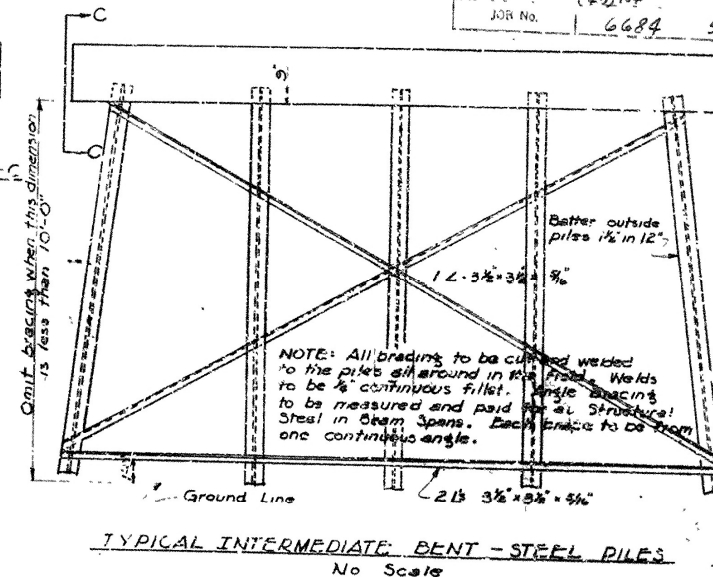 JOB No. 6684
C
9"
C
Omit bracing when this dimension
is less than 10'-0"
Batter outside
piles 1½" in 12"
1 L - 3½" x 3½" x 5/16"
NOTE: All bracing to be cut and welded
to the piles all around in the field. Welds
to be ¼" continuous fillet. Angle bracing
to be measured and paid for as Structural
Steel in Beam Spans. Each brace to be from
one continuous angle.
Ground Line
2 Ls 3½" x 3½" x 5/16"
TYPICAL INTERMEDIATE BENT - STEEL PILES
No Scale